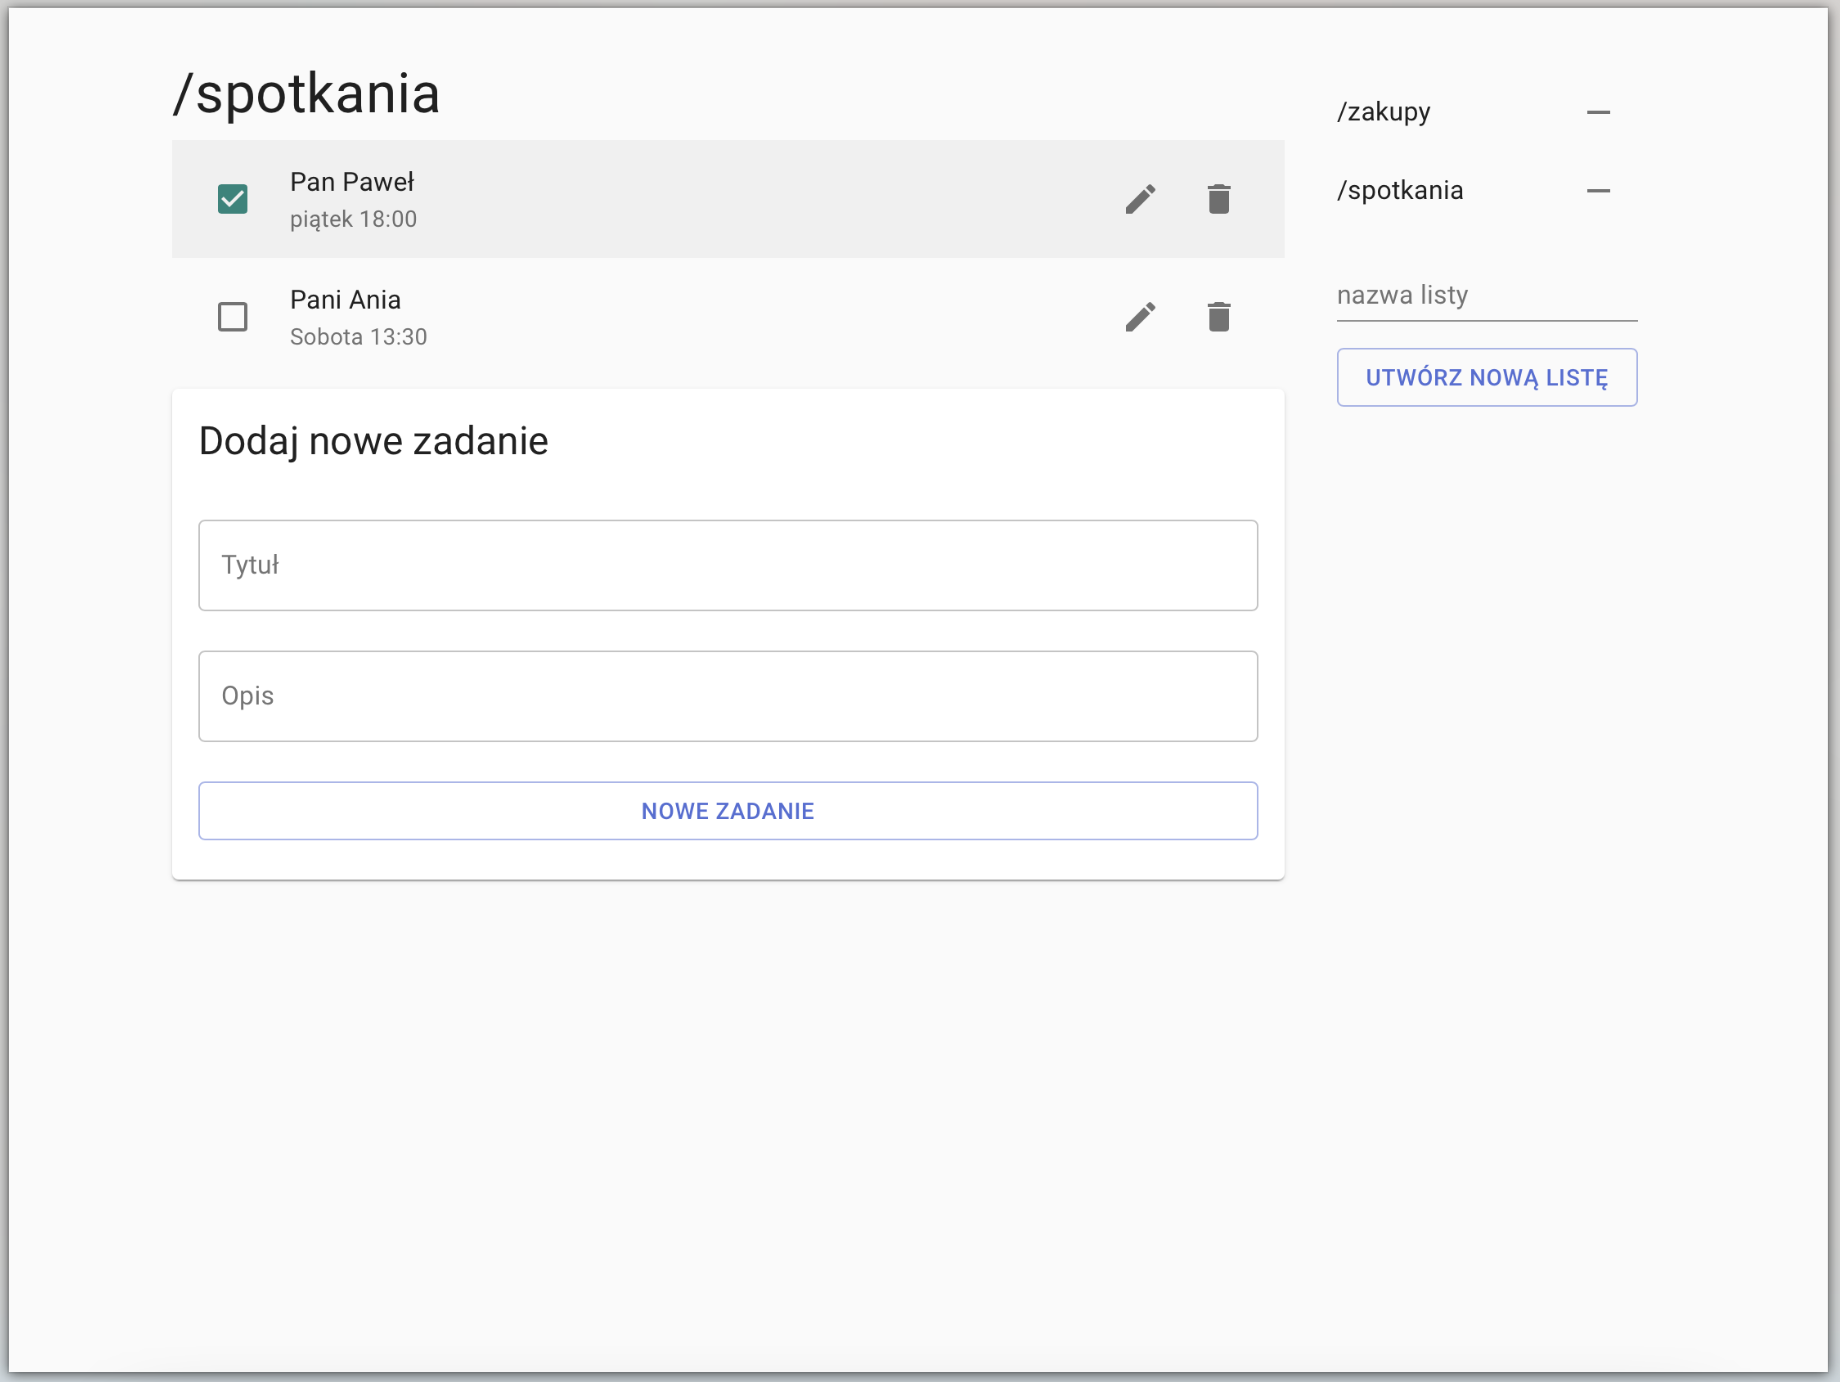 /spotkania
Pan Paweł
piątek 18:00
Pani Ania
Sobota 13:30
Dodaj nowe zadanie
Tytuł
Opis
NOWE ZADANIE
/zakupy
/spotkania
nazwa listy
UTWÓRZ NOWĄ LISTĘ